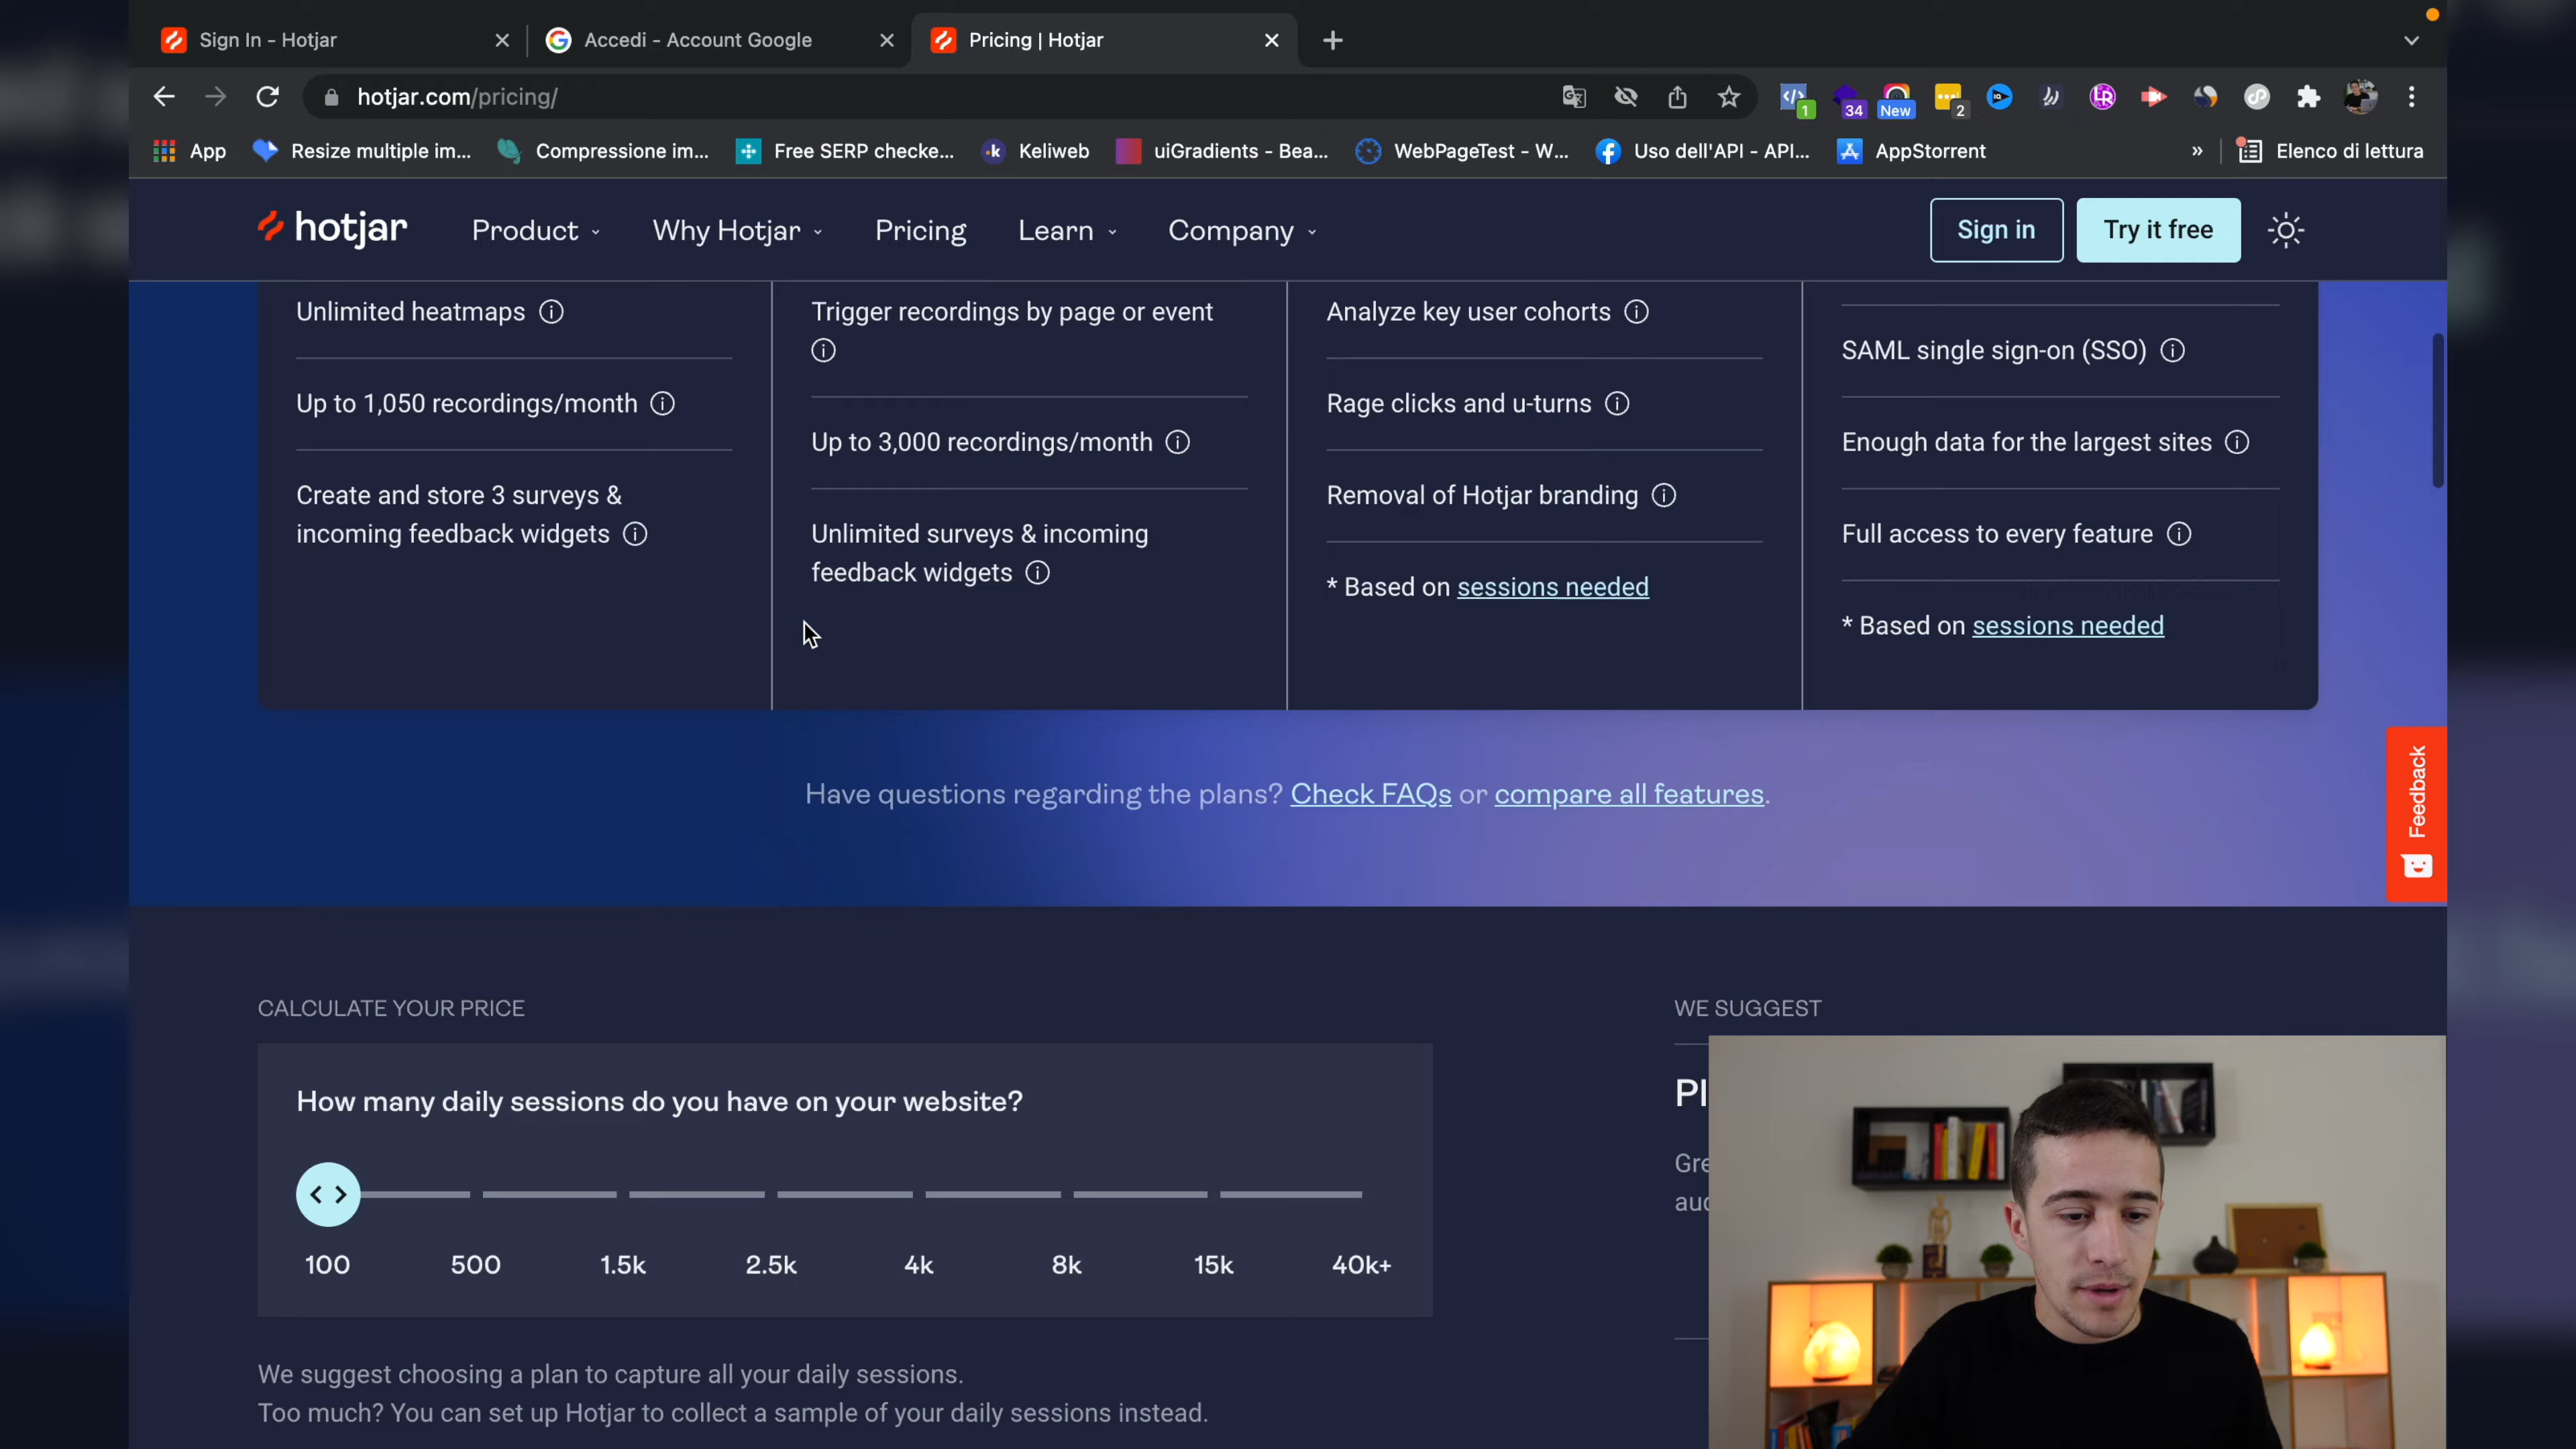 Sign In - Hotjar
Accedi - Account Google
Pricing | Hotjar
hotjar.com/pricing/
1
34
New
2
App
Resize multiple im...
Compressione im...
Free SERP checke...
Keliweb
uiGradients - Bea...
WebPageTest - W...
Uso dell'API - API...
AppStorrent
»
Elenco di lettura
hotjar
Product
Why Hotjar
Pricing
Learn
Company
Sign in
Try it free
Unlimited heatmaps
Up to 1,050 recordings/month
Create and store 3 surveys &
incoming feedback widgets
Trigger recordings by page or event
Up to 3,000 recordings/month
Unlimited surveys & incoming
feedback widgets
Analyze key user cohorts
Rage clicks and u-turns
Removal of Hotjar branding
* Based on sessions needed
SAML single sign-on (SSO)
Enough data for the largest sites
Full access to every feature
* Based on sessions needed
Have questions regarding the plans? Check FAQs or compare all features.
Feedback
CALCULATE YOUR PRICE
How many daily sessions do you have on your website?
100 500 1.5k 2.5k 4k 8k 15k 40k+
We suggest choosing a plan to capture all your daily sessions.
Too much? You can set up Hotjar to collect a sample of your daily sessions instead.
WE SUGGEST
Pl
Gre
aud